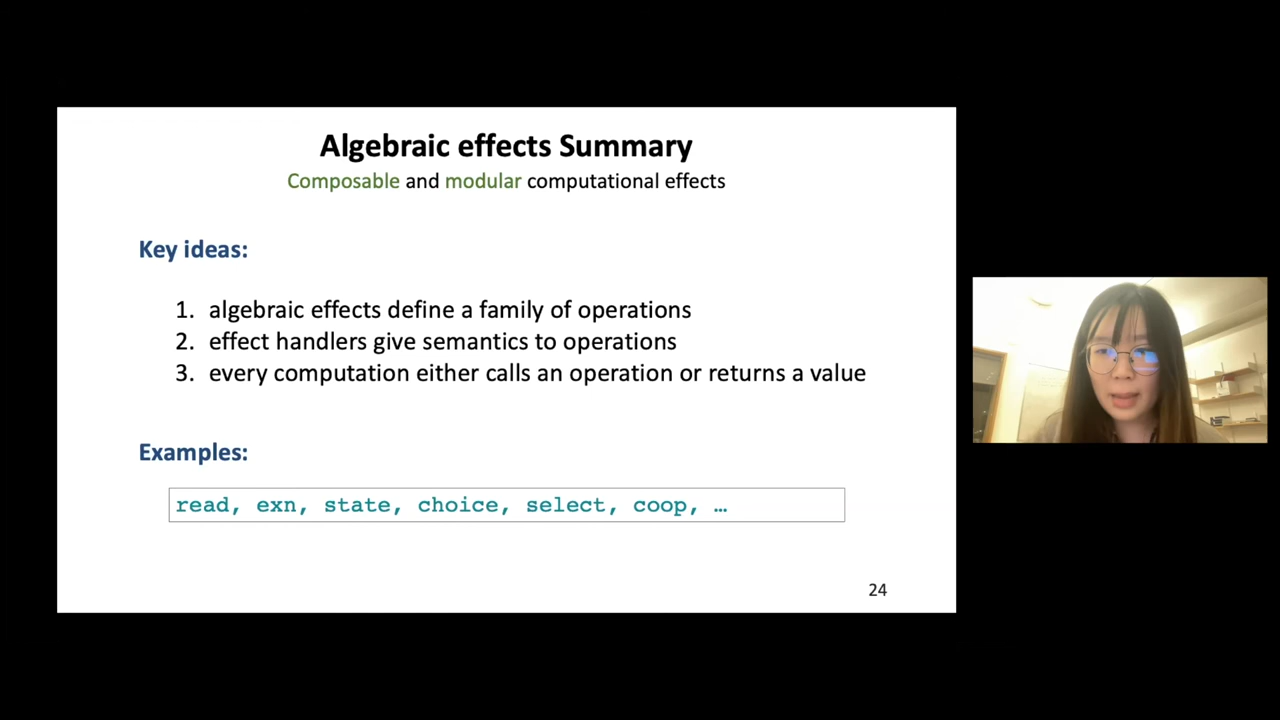 Algebraic effects Summary
Composable and modular computational effects
Key ideas:
1. algebraic effects define a family of operations
2. effect handlers give semantics to operations
3. every computation either calls an operation or returns a value
Examples:
read, exn, state, choice, select, coop, …
24